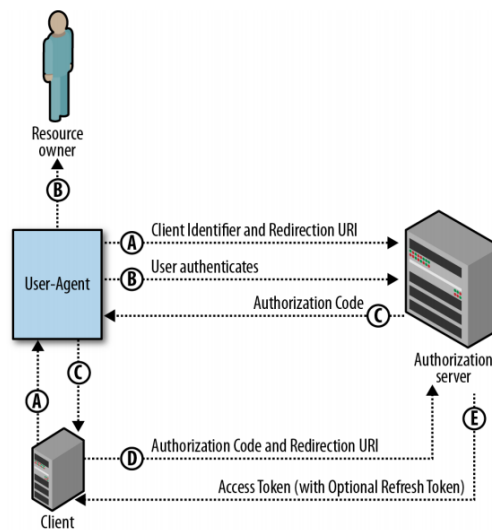 Resource
owner
B
A
Client Identifier and Redirection URI
B
User authenticates
User-Agent
Authorization Code
C
Authorization
server
A
C
E
D
Authorization Code and Redirection URI
Access Token (with Optional Refresh Token)
Client